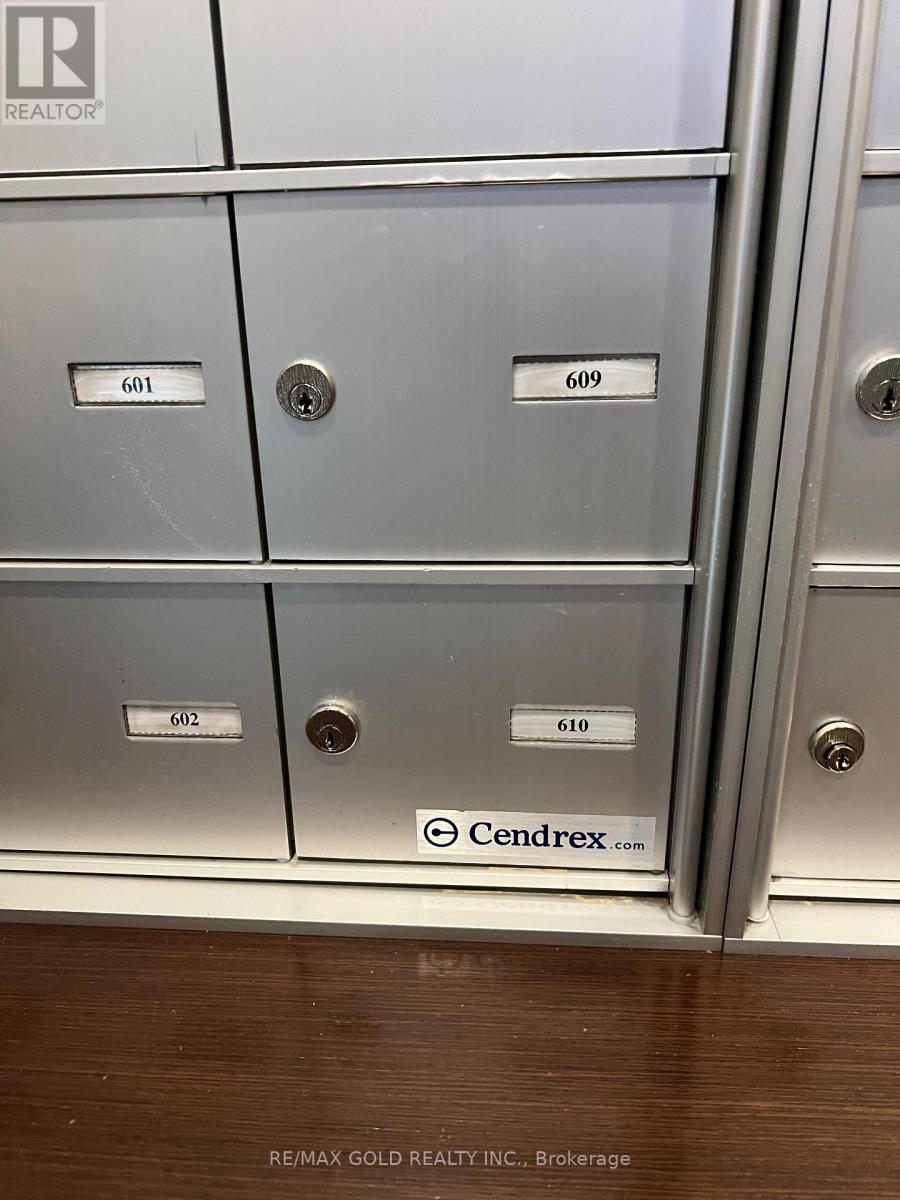 REALTOR®
601
609
602
610
Cendrex.com
RE/MAX GOLD REALTY INC., Brokerage